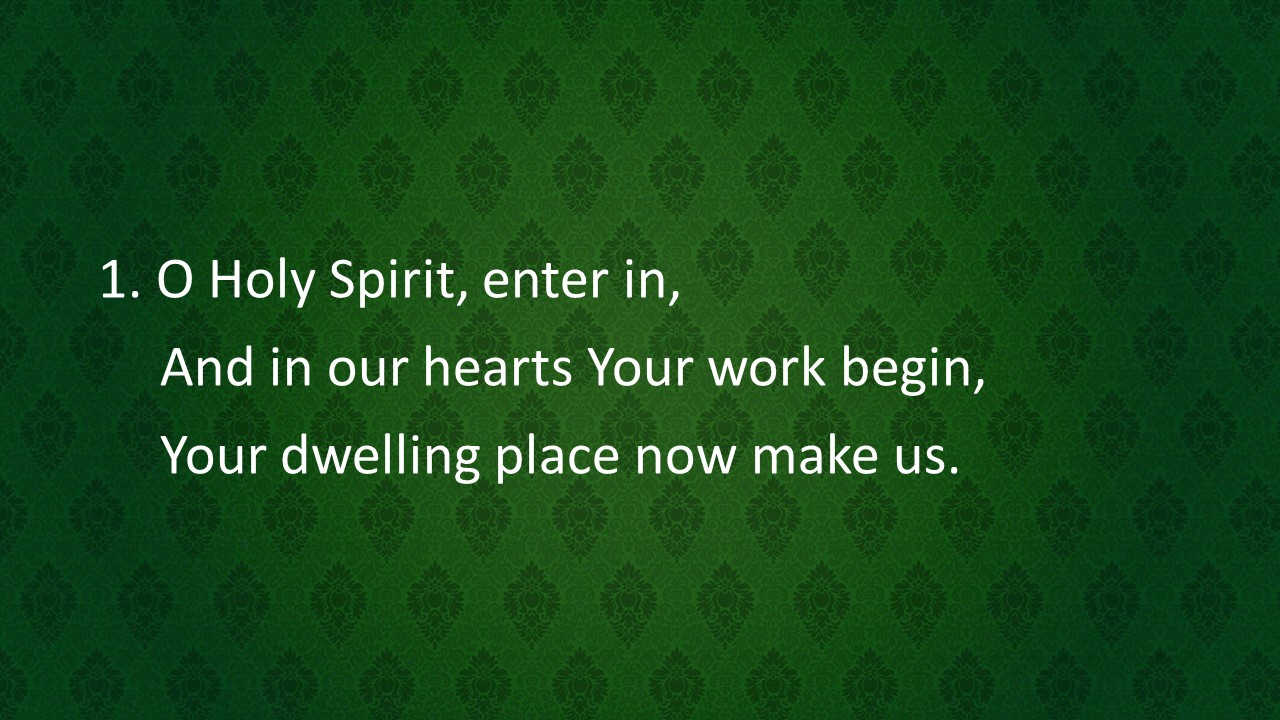 1. O Holy Spirit, enter in,
And in our hearts Your work begin,
Your dwelling place now make us.